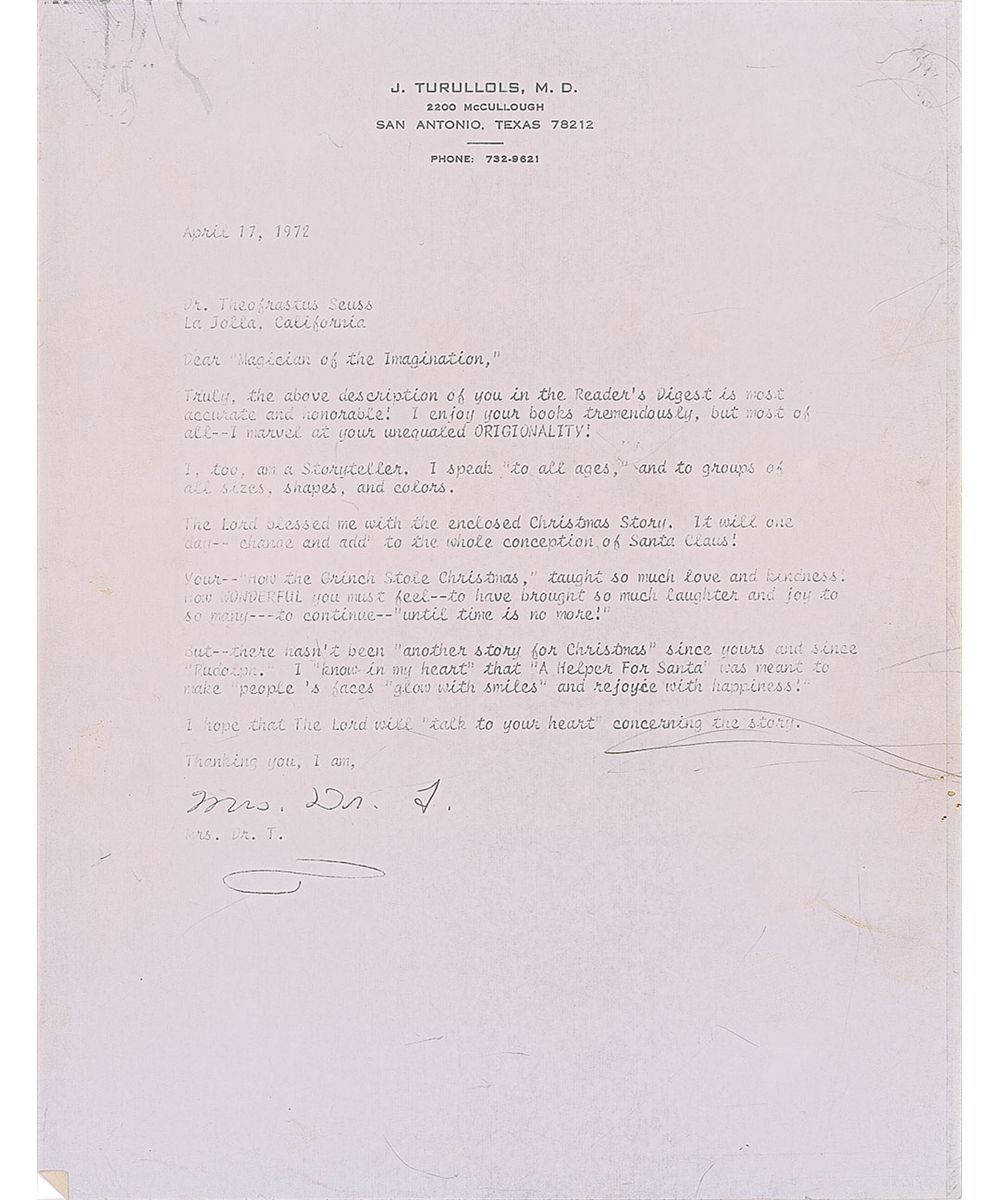 J. TURULLOLS, M. D.
2200 McCULLOUGH
SAN ANTONIO, TEXAS 78212
PHONE: 732-9621
April 17, 1972
Dr. Theofrastus Seuss
La Jolla, California
Dear "Magician of the Imagination,"
Truly, the above description of you in the Reader's Digest is most
accurate and honorable! I enjoy your books tremendously, but most of
all--I marvel at your unequaled ORIGIONALITY!
I, too, am a Storyteller. I speak "to all ages," and to groups of
all sizes, shapes, and colors.
The Lord blessed me with the enclosed Christmas Story. It will one
day-- change and add" to the whole conception of Santa Claus!
Your--"How the Grinch Stole Christmas," taught so much love and kindness!
How WONDERFUL you must feel--to have brought so much laughter and joy to
so many---to continue--"until time is no more!"
But--there hasn't been "another story for Christmas" since yours and since
"Rudolph." I "know in my heart" that "A Helper For Santa" was meant to
make "people 's faces "glow with smiles" and rejoyce with happiness!"
I hope that The Lord will "talk to your heart" concerning the story.
Thanking you, I am,
Mrs. Dr. T.
Mrs. Dr. T.